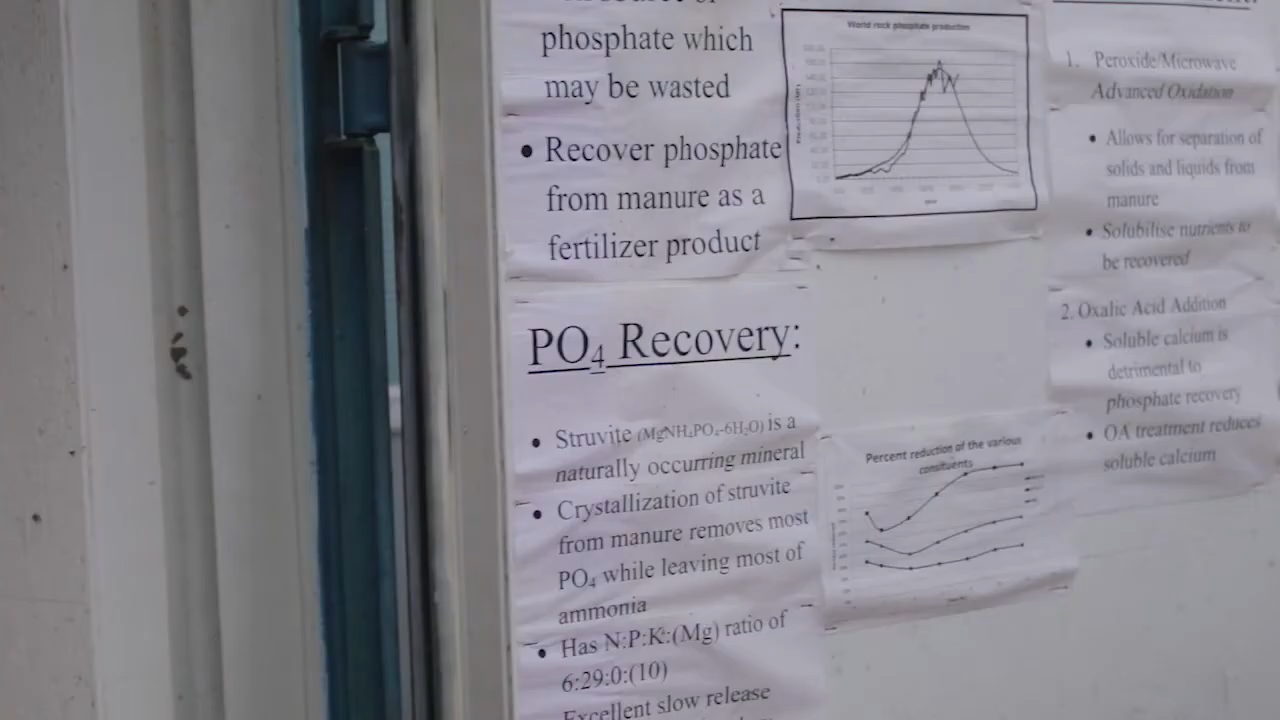 phosphate which
may be wasted
• Recover phosphate
from manure as a
fertilizer product
PO₄ Recovery:
• Struvite (MgNH₄PO₄-6H₂O) is a
naturally occurring mineral
• Crystallization of struvite
from manure removes most
PO₄ while leaving most of
ammonia
• Has N:P:K:(Mg) ratio of
6:29:0:(10)
Excellent slow release
World rock phosphate production
Percent reduction of the various
consituents
1. Peroxide/Microwave
Advanced Oxidation
• Allows for separation of
solids and liquids from
manure
• Solubilise nutrients to
be recovered
2. Oxalic Acid Addition
• Soluble calcium is
detrimental to
phosphate recovery
• OA treatment reduces
soluble calcium